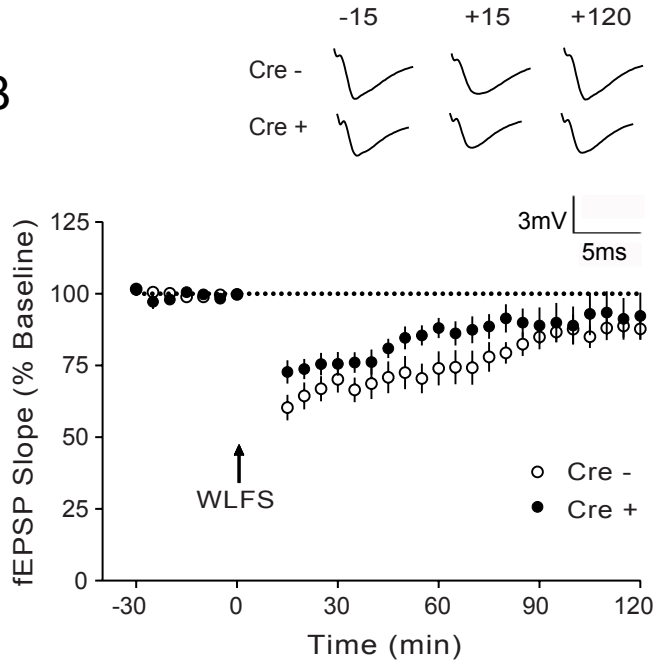 -15 +15 +120
Cre -
B
Cre +
3mV
5ms
125
100
75
50
25
0
fEPSP Slope (% Baseline)
WLFS
Cre -
Cre +
-30 0 30 60 90 120
Time (min)